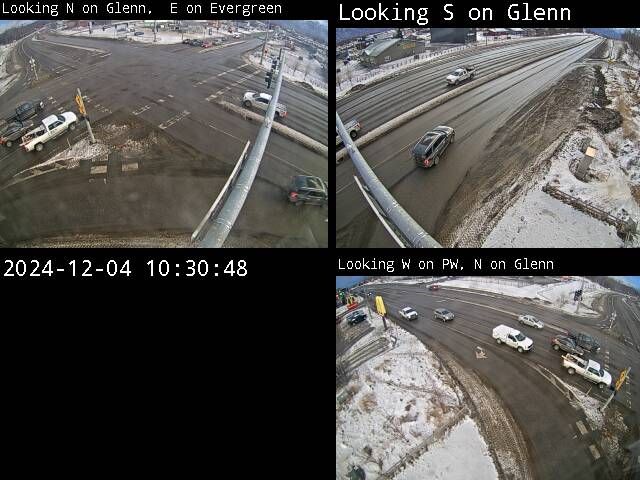 Looking N on Glenn,  E on Evergreen
Looking S on Glenn
2024-12-04 10:30:48
Looking W on PW, N on Glenn